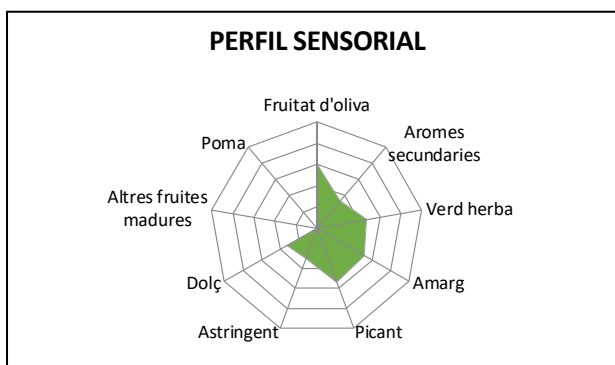 PERFIL SENSORIAL
Fruitat d'oliva
Aromes
secundaries
Verd herba
Amarg
Picant
Astringent
Dolç
Altres fruites
madures
Poma